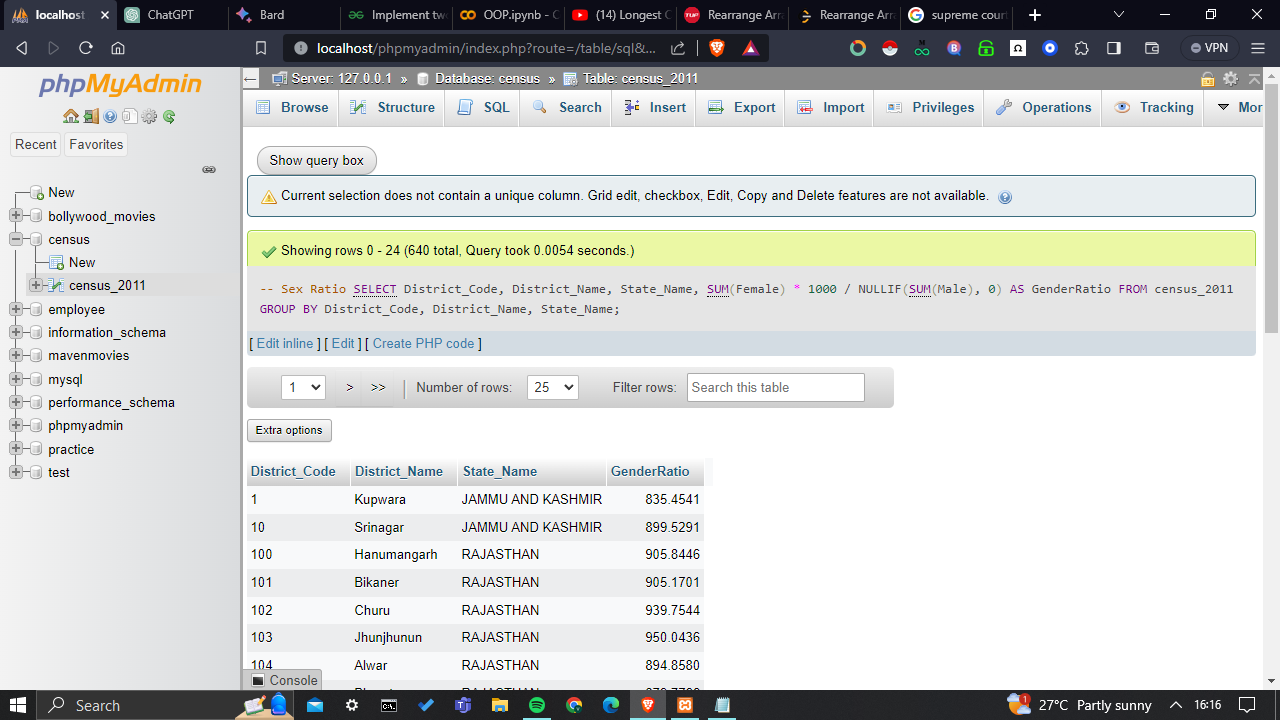 localhost
ChatGPT
Bard
Implement tw
OOP.ipynb - C
(14) Longest C
Rearrange Arr
Rearrange Arr
supreme cour
localhost/phpmyadmin/index.php?route=/table/sql&...
VPN
phpMyAdmin
Recent
Favorites
New
bollywood_movies
census
New
census_2011
employee
information_schema
mavenmovies
mysql
performance_schema
phpmyadmin
practice
test
Server: 127.0.0.1 » Database: census » Table: census_2011
Browse Structure SQL Search Insert Export Import Privileges Operations Tracking Mor
Show query box
Current selection does not contain a unique column. Grid edit, checkbox, Edit, Copy and Delete features are not available.
Showing rows 0 - 24 (640 total, Query took 0.0054 seconds.)
-- Sex Ratio SELECT District_Code, District_Name, State_Name, SUM(Female) * 1000 / NULLIF(SUM(Male), 0) AS GenderRatio FROM census_2011
GROUP BY District_Code, District_Name, State_Name;
[ Edit inline ] [ Edit ] [ Create PHP code ]
1 > >> | Number of rows: 25 Filter rows: Search this table
Extra options
District_Code District_Name State_Name GenderRatio
1 Kupwara JAMMU AND KASHMIR 835.4541
10 Srinagar JAMMU AND KASHMIR 899.5291
100 Hanumangarh RAJASTHAN 905.8446
101 Bikaner RAJASTHAN 905.1701
102 Churu RAJASTHAN 939.7544
103 Jhunjhunun RAJASTHAN 950.0436
104 Alwar RAJASTHAN 894.8580
Console
Search
27°C Partly sunny
16:16